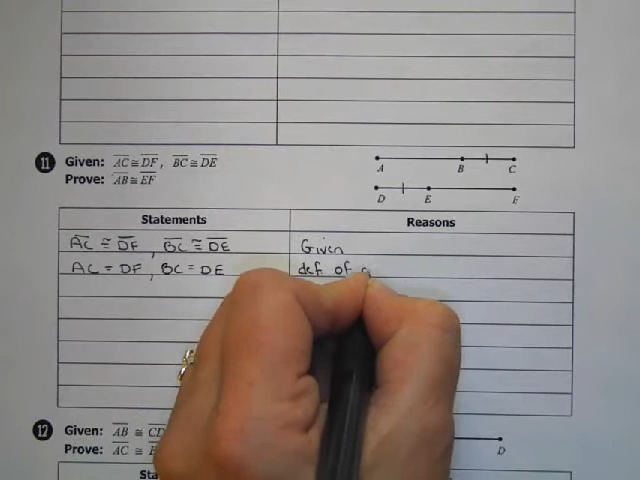 11 Given: AC ≅ DF , BC ≅ DE
Prove: AB ≅ EF
A B C
D E F
Statements Reasons
AC ≅ DF , BC ≅ DE Given
AC = DF , BC = DE def of
12 Given: AB ≅ CD
D
Prove: AC ≅